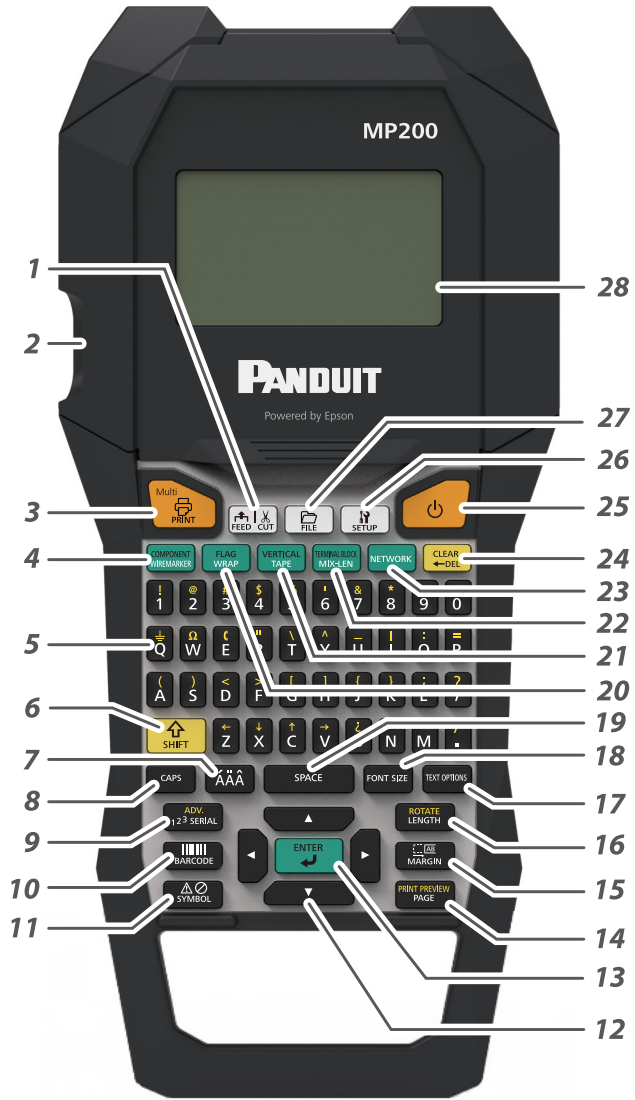 MP200
1
28
2
PANDUIT
Powered by Epson
27
26
3
Multi
PRINT
FEED CUT
FILE
SETUP
25
4
COMPONENT
WIREMARKER
FLAG
WRAP
VERTICAL
TAPE
TERMINAL BLOCK
MIX-LEN
NETWORK
CLEAR
←DEL
24
! @ $ ' & *
1 2 3 4 6 7 8 9 0
23
22
5
Ω " \ ^ _ | : =
Q W E T
21
20
( ) < > [ ] { } ;
A S D F G H J K L ?
6
SHIFT
← ↓ ↑ → ¿
Z X C V N M .
19
18
7
8
CAPS
ÁÄÂ
SPACE
FONT SIZE
TEXT OPTIONS
17
9
ADV.
123 SERIAL
▲
ROTATE
LENGTH
16
10
BARCODE
◄
ENTER
►
AB
MARGIN
15
11
SYMBOL
▼
PRINT PREVIEW
PAGE
14
13
12